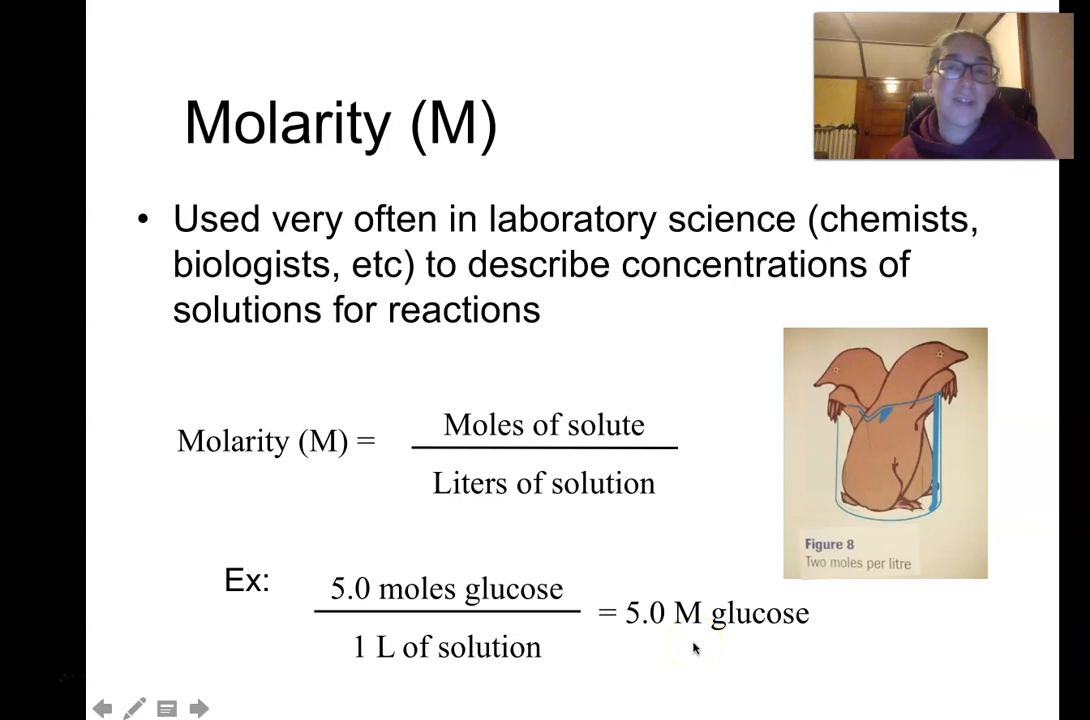 Molarity (M)
• Used very often in laboratory science (chemists,
biologists, etc) to describe concentrations of
solutions for reactions
Molarity (M) =
Moles of solute
Liters of solution
Figure 8
Two moles per litre
Ex:
5.0 moles glucose
1 L of solution
= 5.0 M glucose